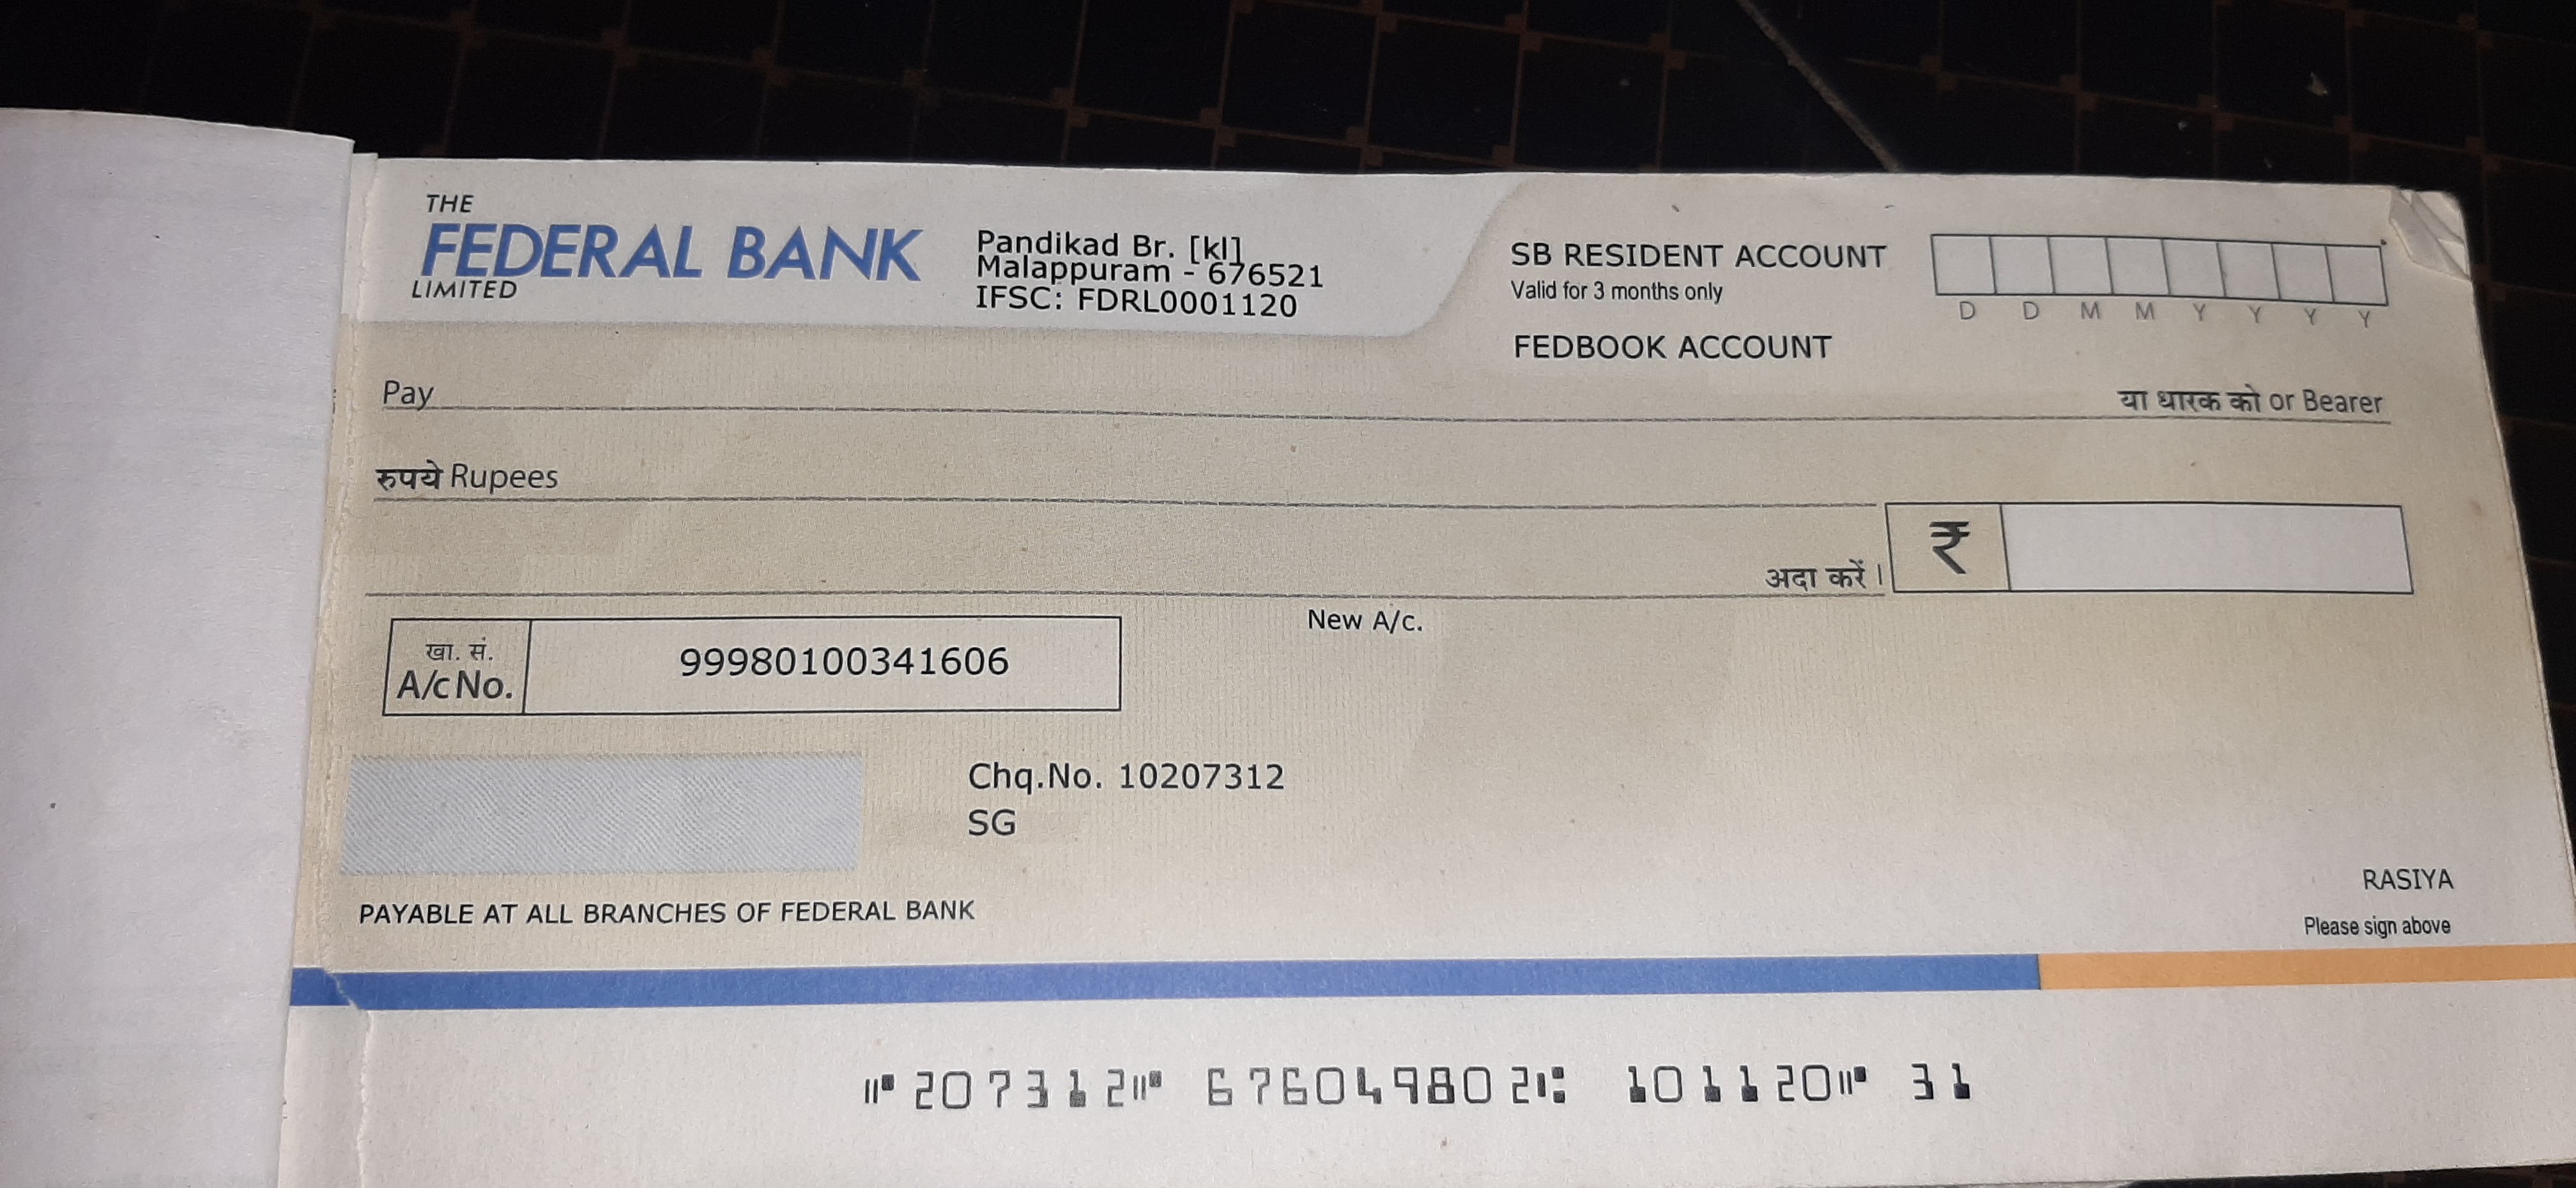 THE
FEDERAL BANK
LIMITED
Pandikad Br. [kl]
Malappuram - 676521
IFSC: FDRL0001120
SB RESIDENT ACCOUNT
Valid for 3 months only
FEDBOOK ACCOUNT
D D M M Y Y Y Y
Pay
या धारक को or Bearer
रुपये Rupees
अदा करें।
₹
New A/c.
खा. सं.
A/c No.
99980100341606
Chq.No. 10207312
SG
RASIYA
Please sign above
PAYABLE AT ALL BRANCHES OF FEDERAL BANK
⑈207312⑈ 676049802⑆ 101120⑈ 31